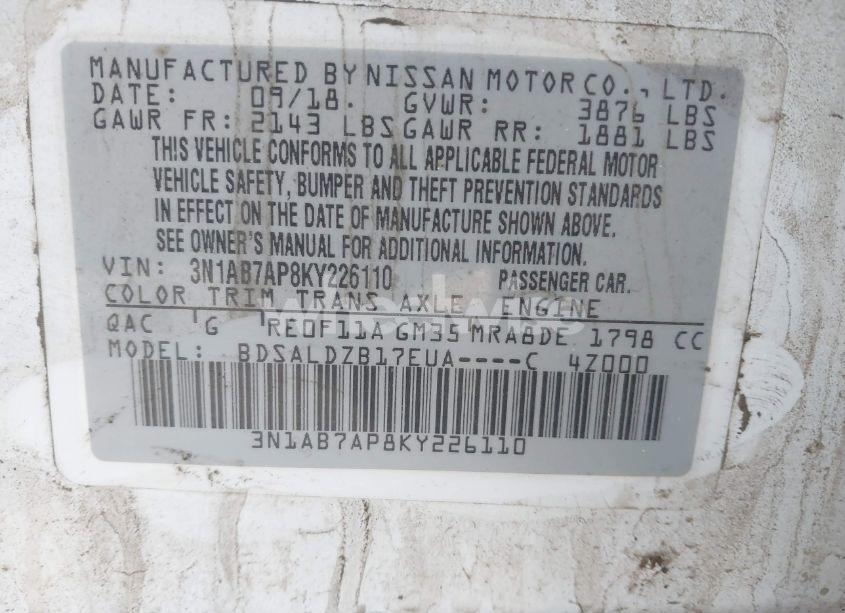 MANUFACTURED BY NISSAN MOTOR CO., LTD.
DATE: 09/18. GVWR: 3876 LBS
GAWR FR: 2143 LBS GAWR RR: 1881 LBS
THIS VEHICLE CONFORMS TO ALL APPLICABLE FEDERAL MOTOR
VEHICLE SAFETY, BUMPER AND THEFT PREVENTION STANDARDS
IN EFFECT ON THE DATE OF MANUFACTURE SHOWN ABOVE.
SEE OWNER'S MANUAL FOR ADDITIONAL INFORMATION.
VIN: 3N1AB7AP8KY226110 PASSENGER CAR.
COLOR TRIM TRANS AXLE ENGINE
QAC G RE0F11A GM35 MRA8DE 1798 CC
MODEL: BDSALDZB17EUA----C 4Z000
3N1AB7AP8KY226110